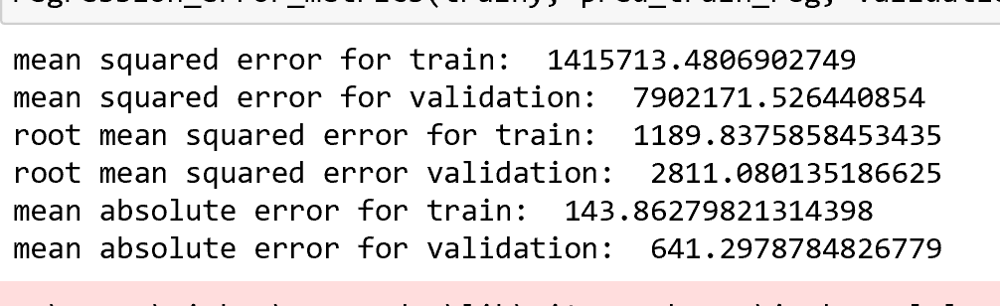 mean squared error for train:  1415713.4806902749
mean squared error for validation:  7902171.526440854
root mean squared error for train:  1189.8375858453435
root mean squared error validation:  2811.080135186625
mean absolute error for train:  143.86279821314398
mean absolute error for validation:  641.2978784826779